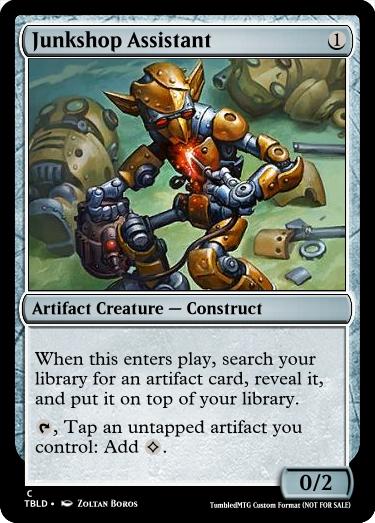 Junkshop Assistant 1
Artifact Creature — Construct
When this enters play, search your
library for an artifact card, reveal it,
and put it on top of your library.
, Tap an untapped artifact you
control: Add .
0/2
C
TBLD • Zoltan Boros
TumbledMTG Custom Format (NOT FOR SALE)